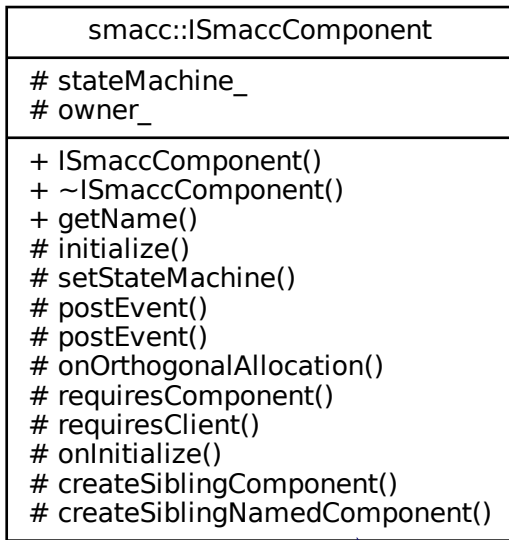 smacc::ISmaccComponent
# stateMachine_
# owner_
+ ISmaccComponent()
+ ~ISmaccComponent()
+ getName()
# initialize()
# setStateMachine()
# postEvent()
# postEvent()
# onOrthogonalAllocation()
# requiresComponent()
# requiresClient()
# onInitialize()
# createSiblingComponent()
# createSiblingNamedComponent()